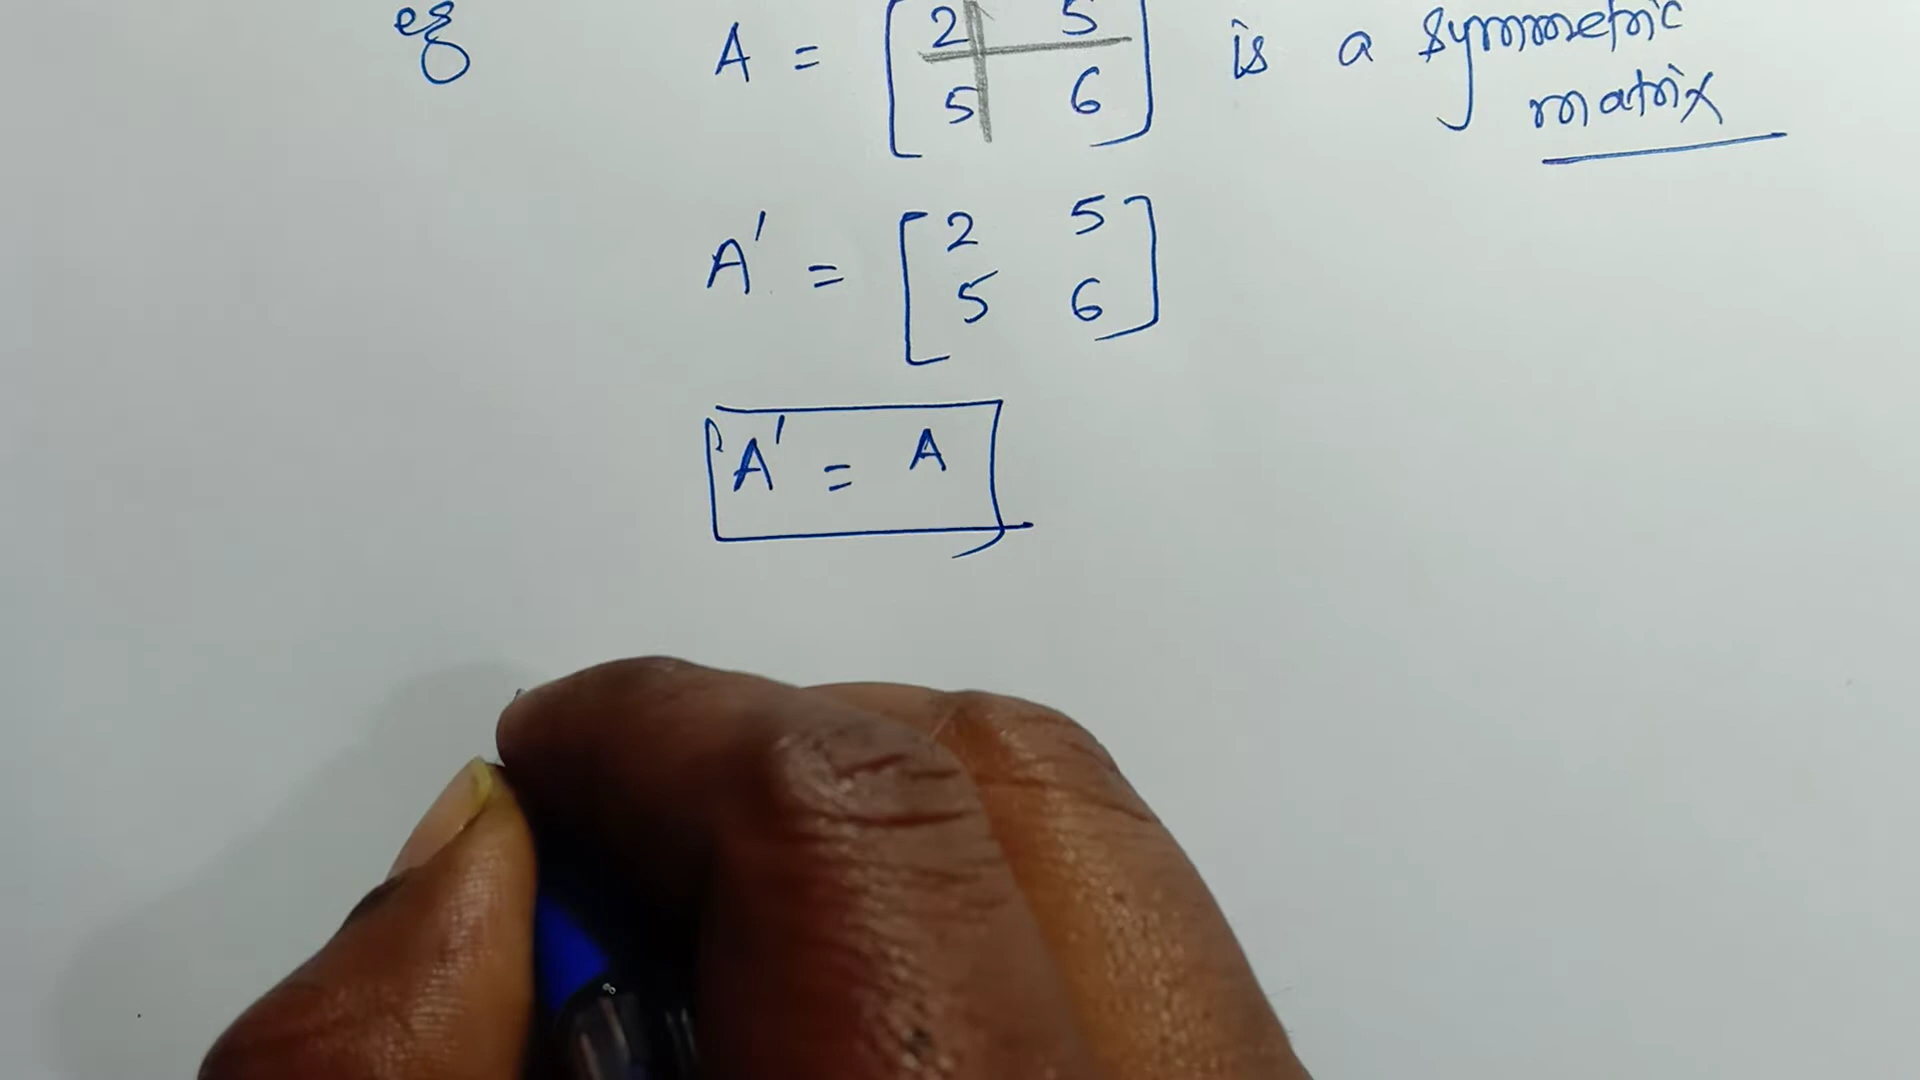 eg A = [2 5 is a symmetric
5 6] matrix
A' = [2 5
5 6]
A' = A